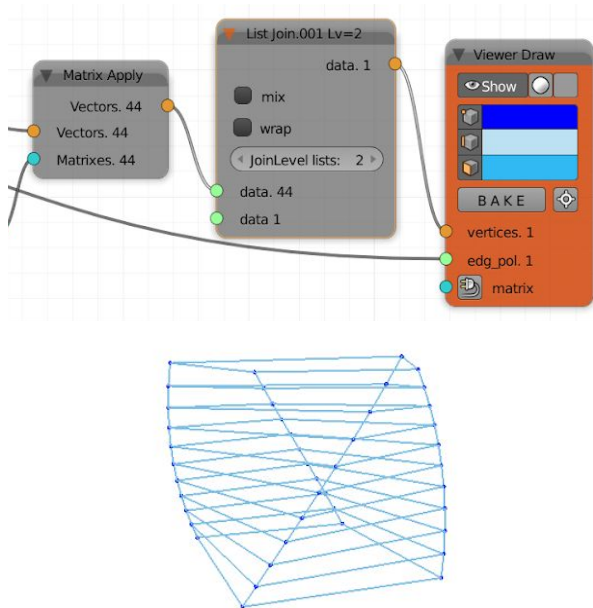 Matrix Apply
Vectors. 44
Vectors. 44
Matrixes. 44
List Join.001 Lv=2
data. 1
mix
wrap
JoinLevel lists: 2
data. 44
data 1
Viewer Draw
Show
BAKE
vertices. 1
edg_pol. 1
matrix